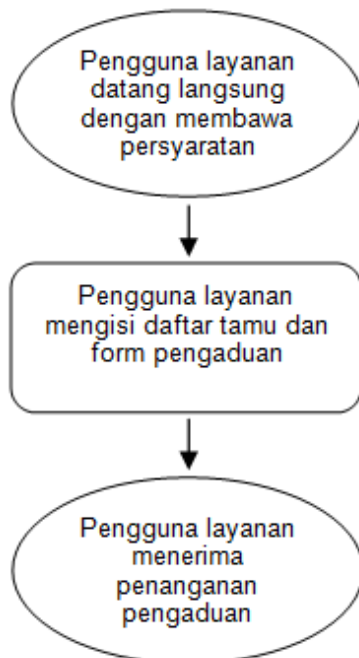 Pengguna layanan
datang langsung
dengan membawa
persyaratan
Pengguna layanan
mengisi daftar tamu dan
form pengaduan
Pengguna layanan
menerima
penanganan
pengaduan